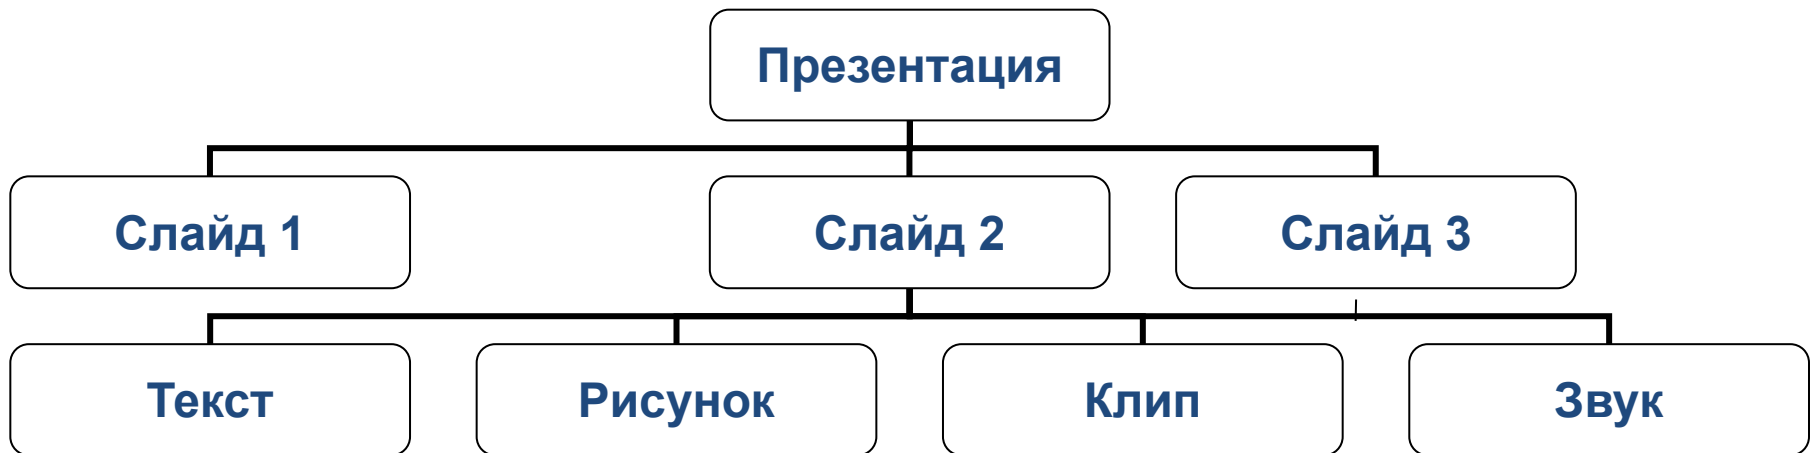 Презентация
Слайд 1
Слайд 2
Слайд 3
Текст
Рисунок
Клип
Звук